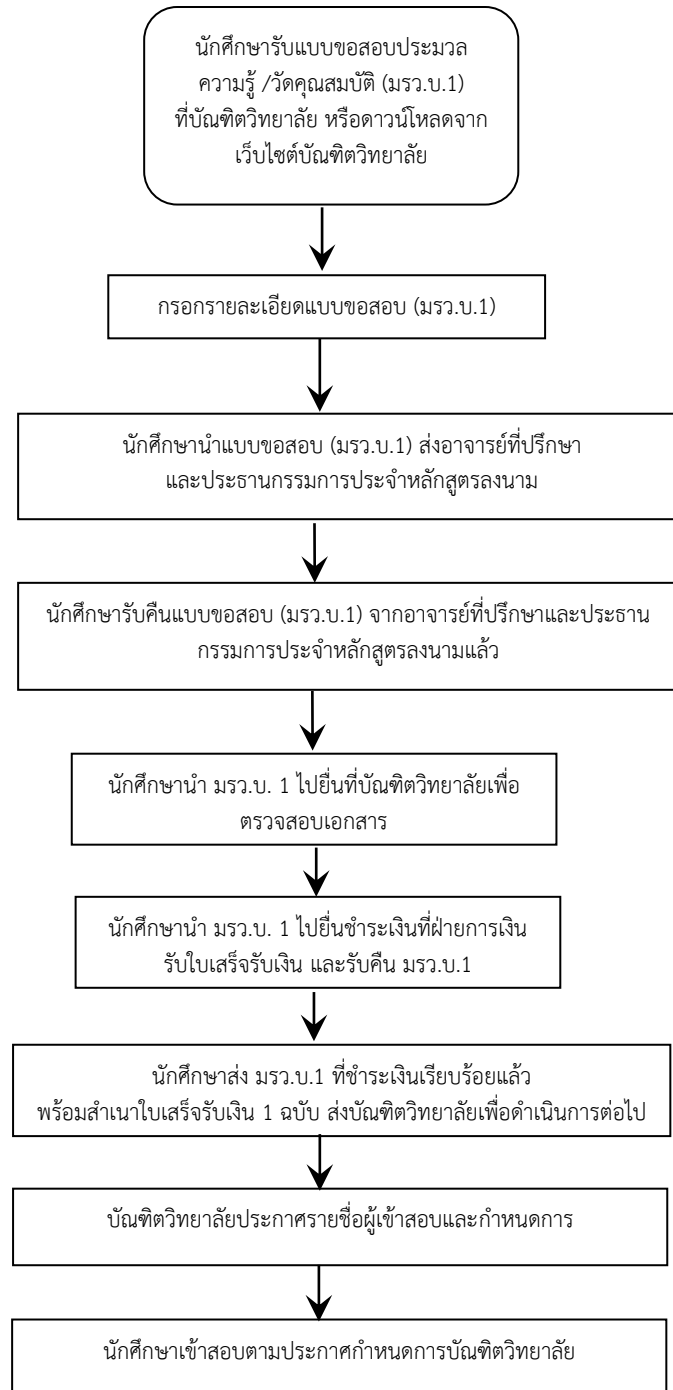 นักศึกษารับแบบขอสอบประมวล
ความรู้ /วัดคุณสมบัติ (มรว.บ.1)
ที่บัณฑิตวิทยาลัย หรือดาวน์โหลดจาก
เว็บไซต์บัณฑิตวิทยาลัย
กรอกรายละเอียดแบบขอสอบ (มรว.บ.1)
นักศึกษานำแบบขอสอบ (มรว.บ.1) ส่งอาจารย์ที่ปรึกษา
และประธานกรรมการประจำหลักสูตรลงนาม
นักศึกษารับคืนแบบขอสอบ (มรว.บ.1) จากอาจารย์ที่ปรึกษาและประธาน
กรรมการประจำหลักสูตรลงนามแล้ว
นักศึกษานำ มรว.บ. 1 ไปยื่นที่บัณฑิตวิทยาลัยเพื่อ
ตรวจสอบเอกสาร
นักศึกษานำ มรว.บ. 1 ไปยื่นชำระเงินที่ฝ่ายการเงิน
รับใบเสร็จรับเงิน และรับคืน มรว.บ.1
นักศึกษาส่ง มรว.บ.1 ที่ชำระเงินเรียบร้อยแล้ว
พร้อมสำเนาใบเสร็จรับเงิน 1 ฉบับ ส่งบัณฑิตวิทยาลัยเพื่อดำเนินการต่อไป
บัณฑิตวิทยาลัยประกาศรายชื่อผู้เข้าสอบและกำหนดการ
นักศึกษาเข้าสอบตามประกาศกำหนดการบัณฑิตวิทยาลัย